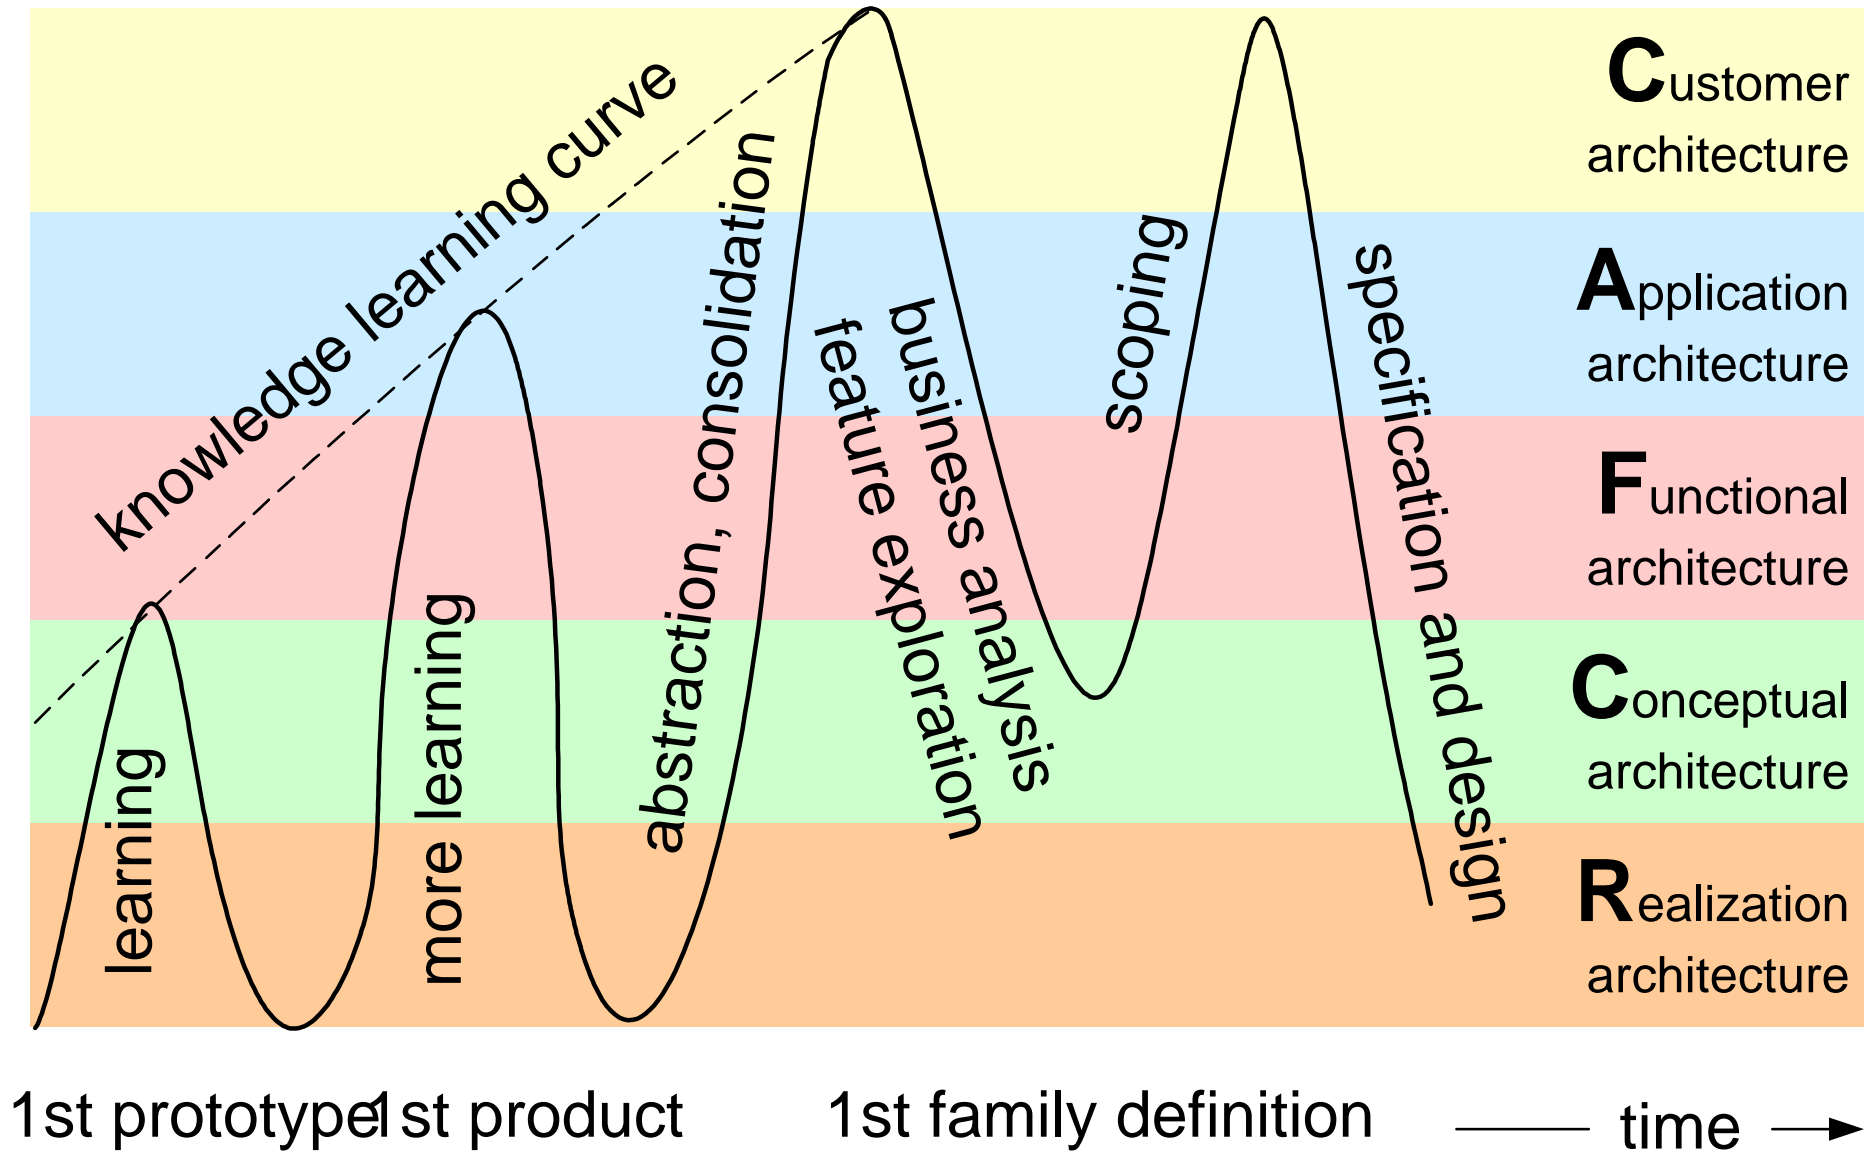 Customer
architecture
knowledge learning curve
Application
architecture
abstraction, consolidation
business analysis
feature exploration
scoping
specification and design
Functional
architecture
learning
more learning
Conceptual
architecture
Realization
architecture
1st prototype
1st product
1st family definition
time